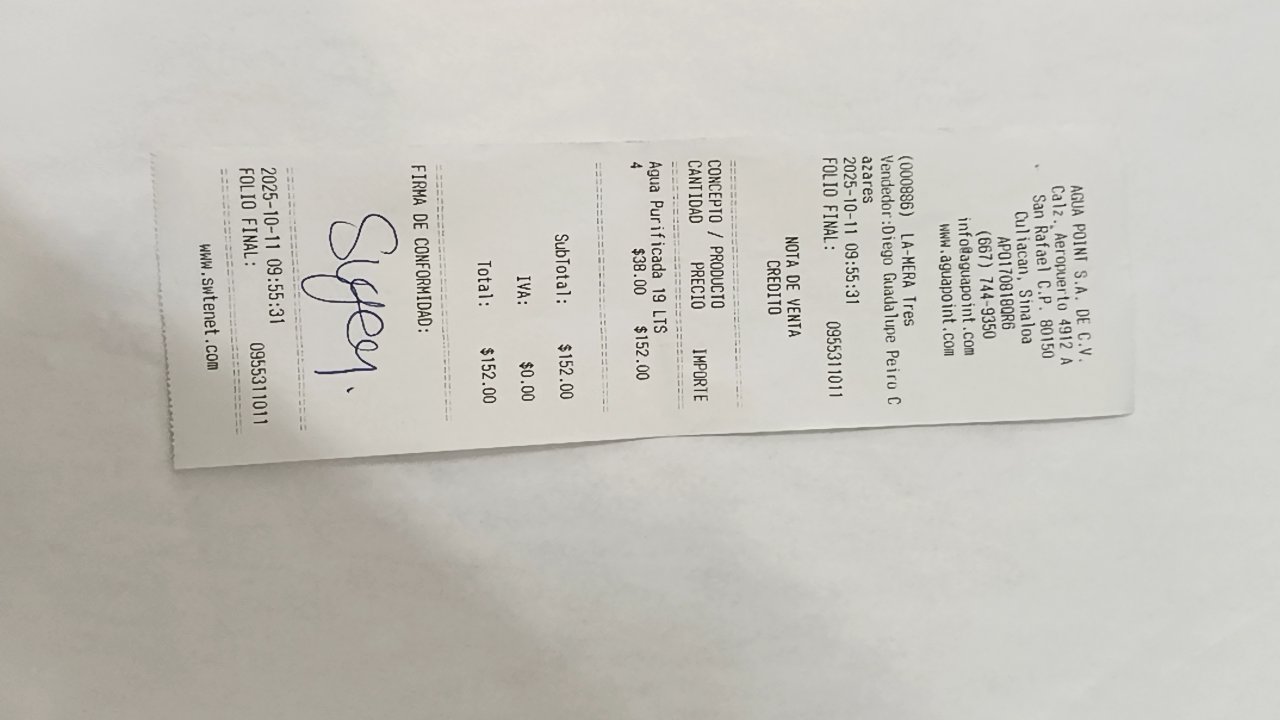 AGUA POINT S.A. DE C.V.
Calz. Aeropuerto 4912 A
San Rafael C.P. 80150
Culiacan, Sinaloa
APO170818QR6
(667) 744-9350
info@aguapoint.com
www.aguapoint.com
(000886) LA-MERA Tres
Vendedor:Diego Guadalupe Peiro C
azares
2025-10-11 09:55:31
FOLIO FINAL: 0955311011
NOTA DE VENTA
CREDITO
CONCEPTO / PRODUCTO
CANTIDAD PRECIO IMPORTE
Agua Purificada 19 LTS
4 $38.00 $152.00
SubTotal: $152.00
IVA: $0.00
Total: $152.00
FIRMA DE CONFORMIDAD:
2025-10-11 09:55:31
FOLIO FINAL: 0955311011
www.swtenet.com